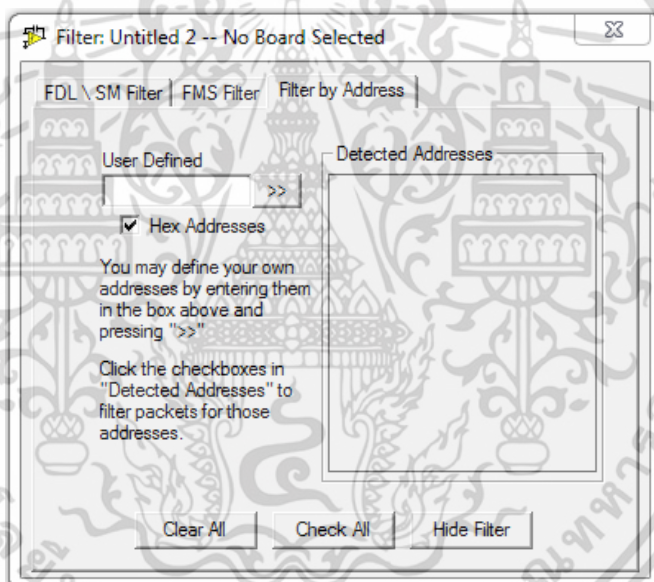 Filter: Untitled 2 -- No Board Selected
FDL \ SM Filter FMS Filter Filter by Address
User Defined
>>
Hex Addresses
You may define your own
addresses by entering them
in the box above and
pressing ">>"
Click the checkboxes in
"Detected Addresses" to
filter packets for those
addresses.
Detected Addresses
Clear All Check All Hide Filter